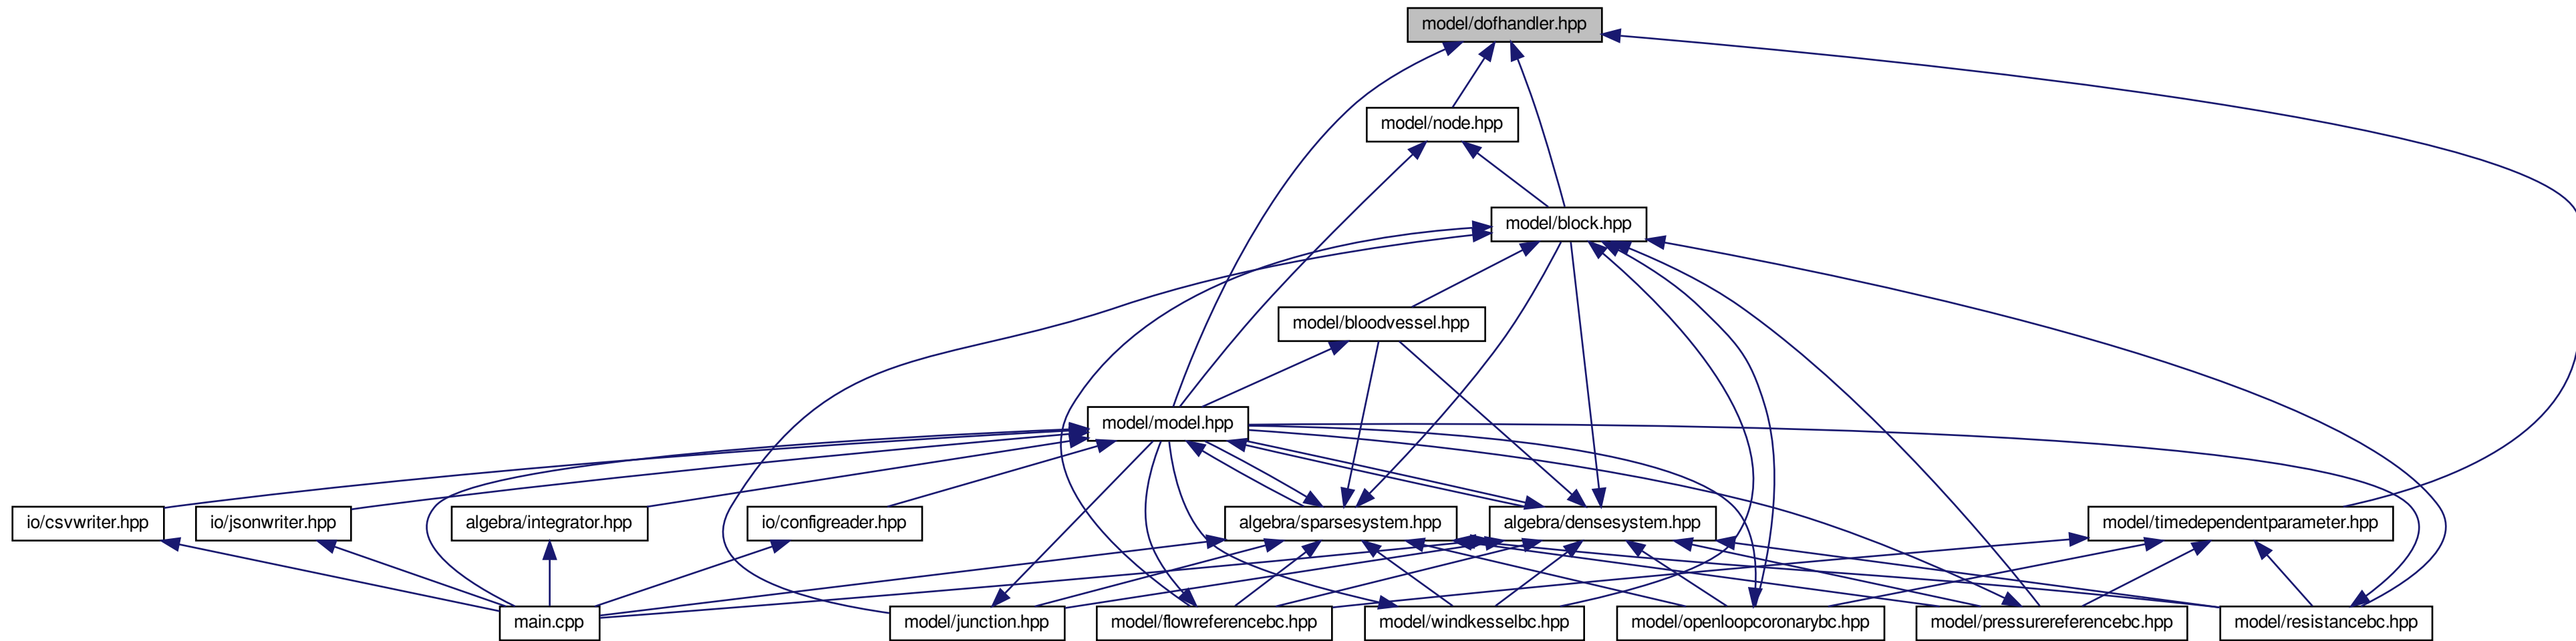 model/dofhandler.hpp
model/node.hpp
model/block.hpp
model/bloodvessel.hpp
model/model.hpp
io/csvwriter.hpp
io/jsonwriter.hpp
algebra/integrator.hpp
io/configreader.hpp
algebra/sparsesystem.hpp
algebra/densesystem.hpp
model/timedependentparameter.hpp
main.cpp
model/junction.hpp
model/flowreferencebc.hpp
model/windkesselbc.hpp
model/openloopcoronarybc.hpp
model/pressurereferencebc.hpp
model/resistancebc.hpp